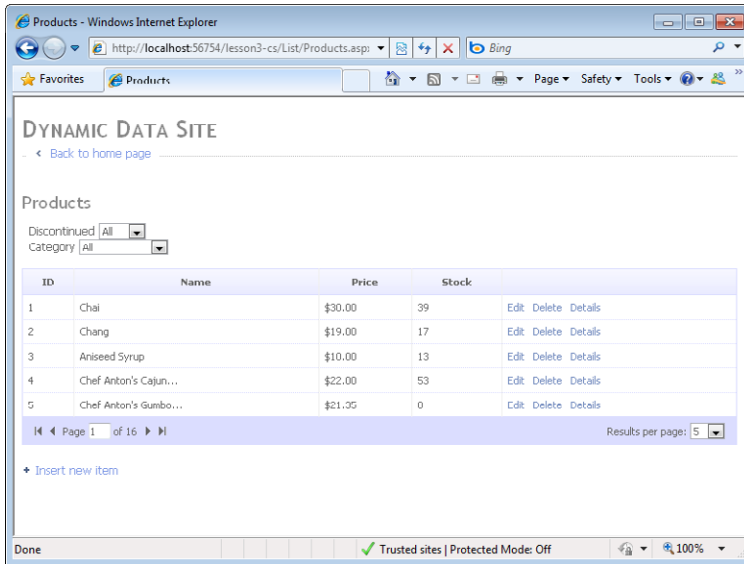 Products - Windows Internet Explorer
http://localhost:56754/lesson3-cs/List/Products.asp
Bing
Favorites Products Page Safety Tools
DYNAMIC DATA SITE
Back to home page
Products
Discontinued All
Category All
ID Name Price Stock
1 Chai $30.00 39 Edit Delete Details
2 Chang $19.00 17 Edit Delete Details
3 Aniseed Syrup $10.00 13 Edit Delete Details
4 Chef Anton's Cajun... $22.00 53 Edit Delete Details
5 Chef Anton's Gumbo... $21.35 0 Edit Delete Details
Page 1 of 16 Results per page: 5
+ Insert new item
Done Trusted sites | Protected Mode: Off 100%